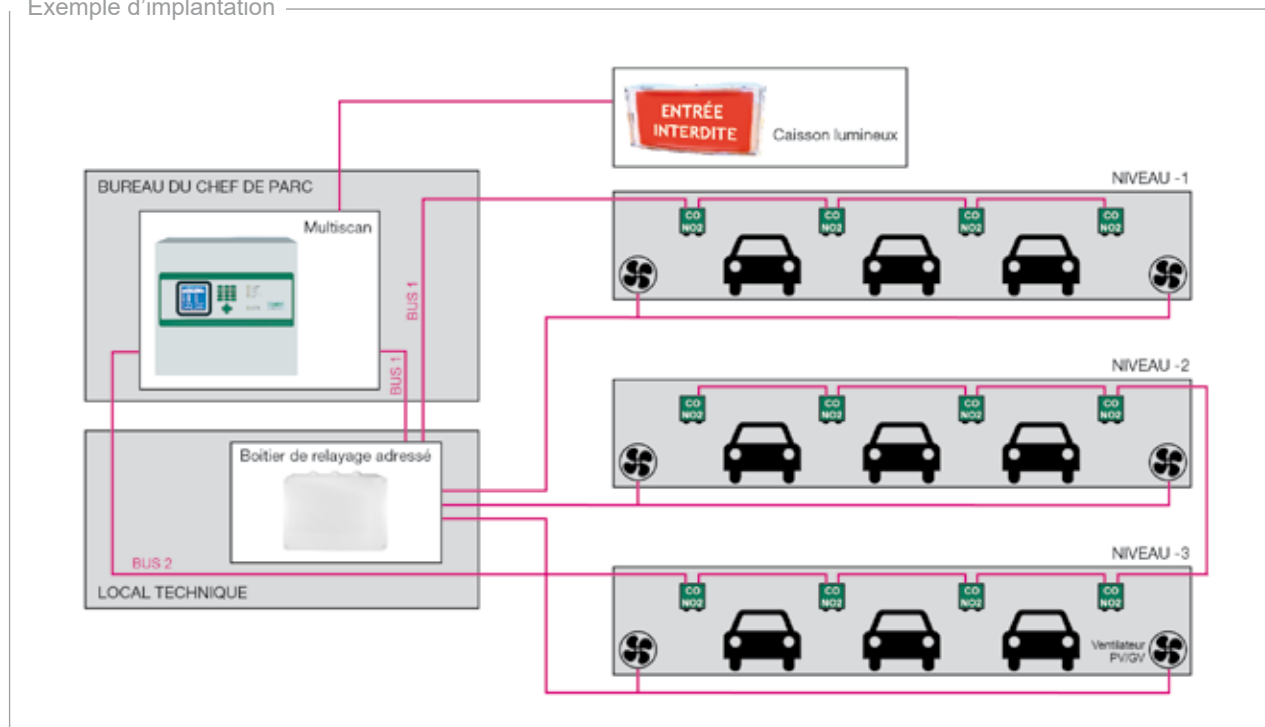 Exemple d'implantation
ENTRÉE
INTERDITE
Caisson lumineux
BUREAU DU CHEF DE PARC
Multiscan
BUS 1
BUS 1
NIVEAU -1
CO
NO2
CO
NO2
CO
NO2
CO
NO2
NIVEAU -2
CO
NO2
CO
NO2
CO
NO2
CO
NO2
Boitier de relayage adressé
BUS 2
LOCAL TECHNIQUE
NIVEAU -3
CO
NO2
CO
NO2
CO
NO2
CO
NO2
Ventilateur
PV/GV